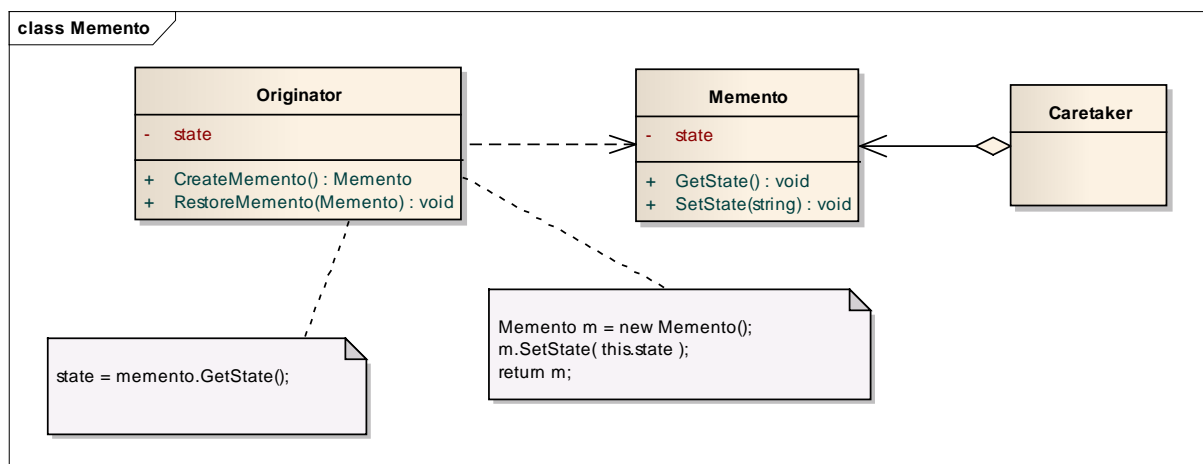 class Memento
Originator
- state
+ CreateMemento() : Memento
+ RestoreMemento(Memento) : void
Memento
- state
+ GetState() : void
+ SetState(string) : void
Caretaker
Memento m = new Memento();
m.SetState( this.state );
return m;
state = memento.GetState();